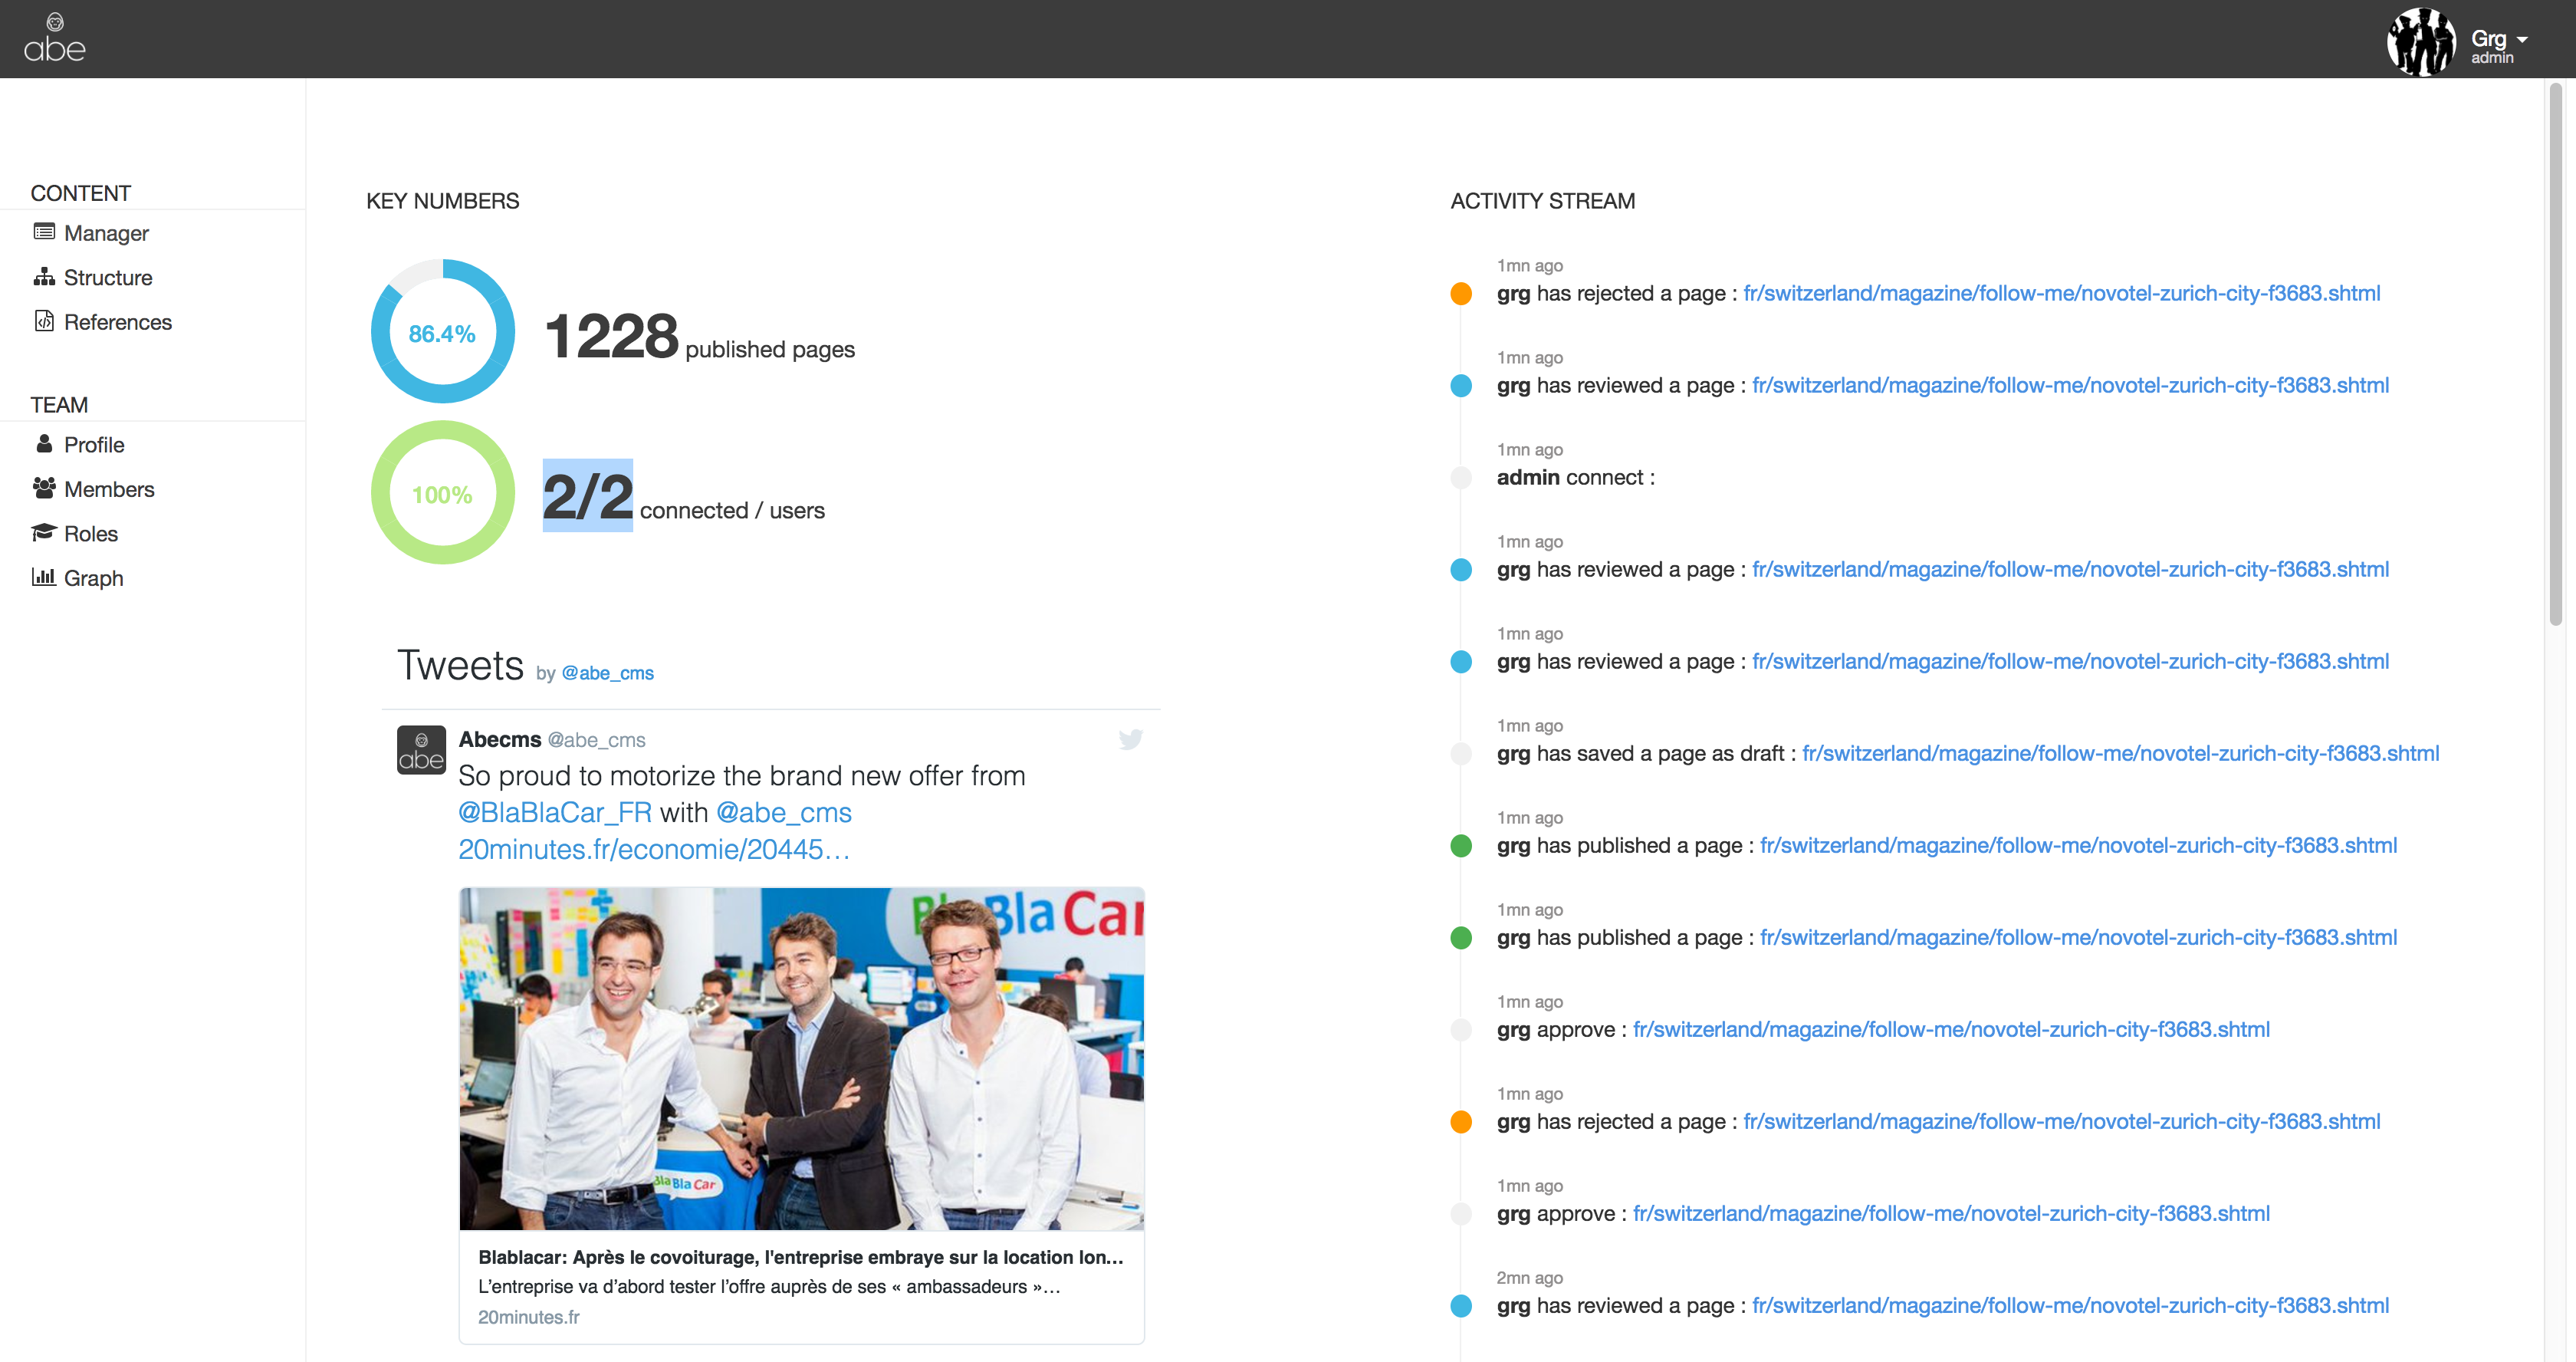 abe
Grg
admin
CONTENT
Manager
Structure
References
TEAM
Profile
Members
Roles
Graph
KEY NUMBERS
86.4%
1228 published pages
100%
2/2 connected / users
Tweets by @abe_cms
abe
Abecms @abe_cms
So proud to motorize the brand new offer from
@BlaBlaCar_FR with @abe_cms
20minutes.fr/economie/20445…
BlaBlaCar
BlaBlaCar
Blablacar: Après le covoiturage, l'entreprise embraye sur la location lon…
L’entreprise va d’abord tester l’offre auprès de ses « ambassadeurs »…
20minutes.fr
ACTIVITY STREAM
1mn ago
grg has rejected a page : fr/switzerland/magazine/follow-me/novotel-zurich-city-f3683.shtml
1mn ago
grg has reviewed a page : fr/switzerland/magazine/follow-me/novotel-zurich-city-f3683.shtml
1mn ago
admin connect :
1mn ago
grg has reviewed a page : fr/switzerland/magazine/follow-me/novotel-zurich-city-f3683.shtml
1mn ago
grg has reviewed a page : fr/switzerland/magazine/follow-me/novotel-zurich-city-f3683.shtml
1mn ago
grg has saved a page as draft : fr/switzerland/magazine/follow-me/novotel-zurich-city-f3683.shtml
1mn ago
grg has published a page : fr/switzerland/magazine/follow-me/novotel-zurich-city-f3683.shtml
1mn ago
grg has published a page : fr/switzerland/magazine/follow-me/novotel-zurich-city-f3683.shtml
1mn ago
grg approve : fr/switzerland/magazine/follow-me/novotel-zurich-city-f3683.shtml
1mn ago
grg has rejected a page : fr/switzerland/magazine/follow-me/novotel-zurich-city-f3683.shtml
1mn ago
grg approve : fr/switzerland/magazine/follow-me/novotel-zurich-city-f3683.shtml
2mn ago
grg has reviewed a page : fr/switzerland/magazine/follow-me/novotel-zurich-city-f3683.shtml